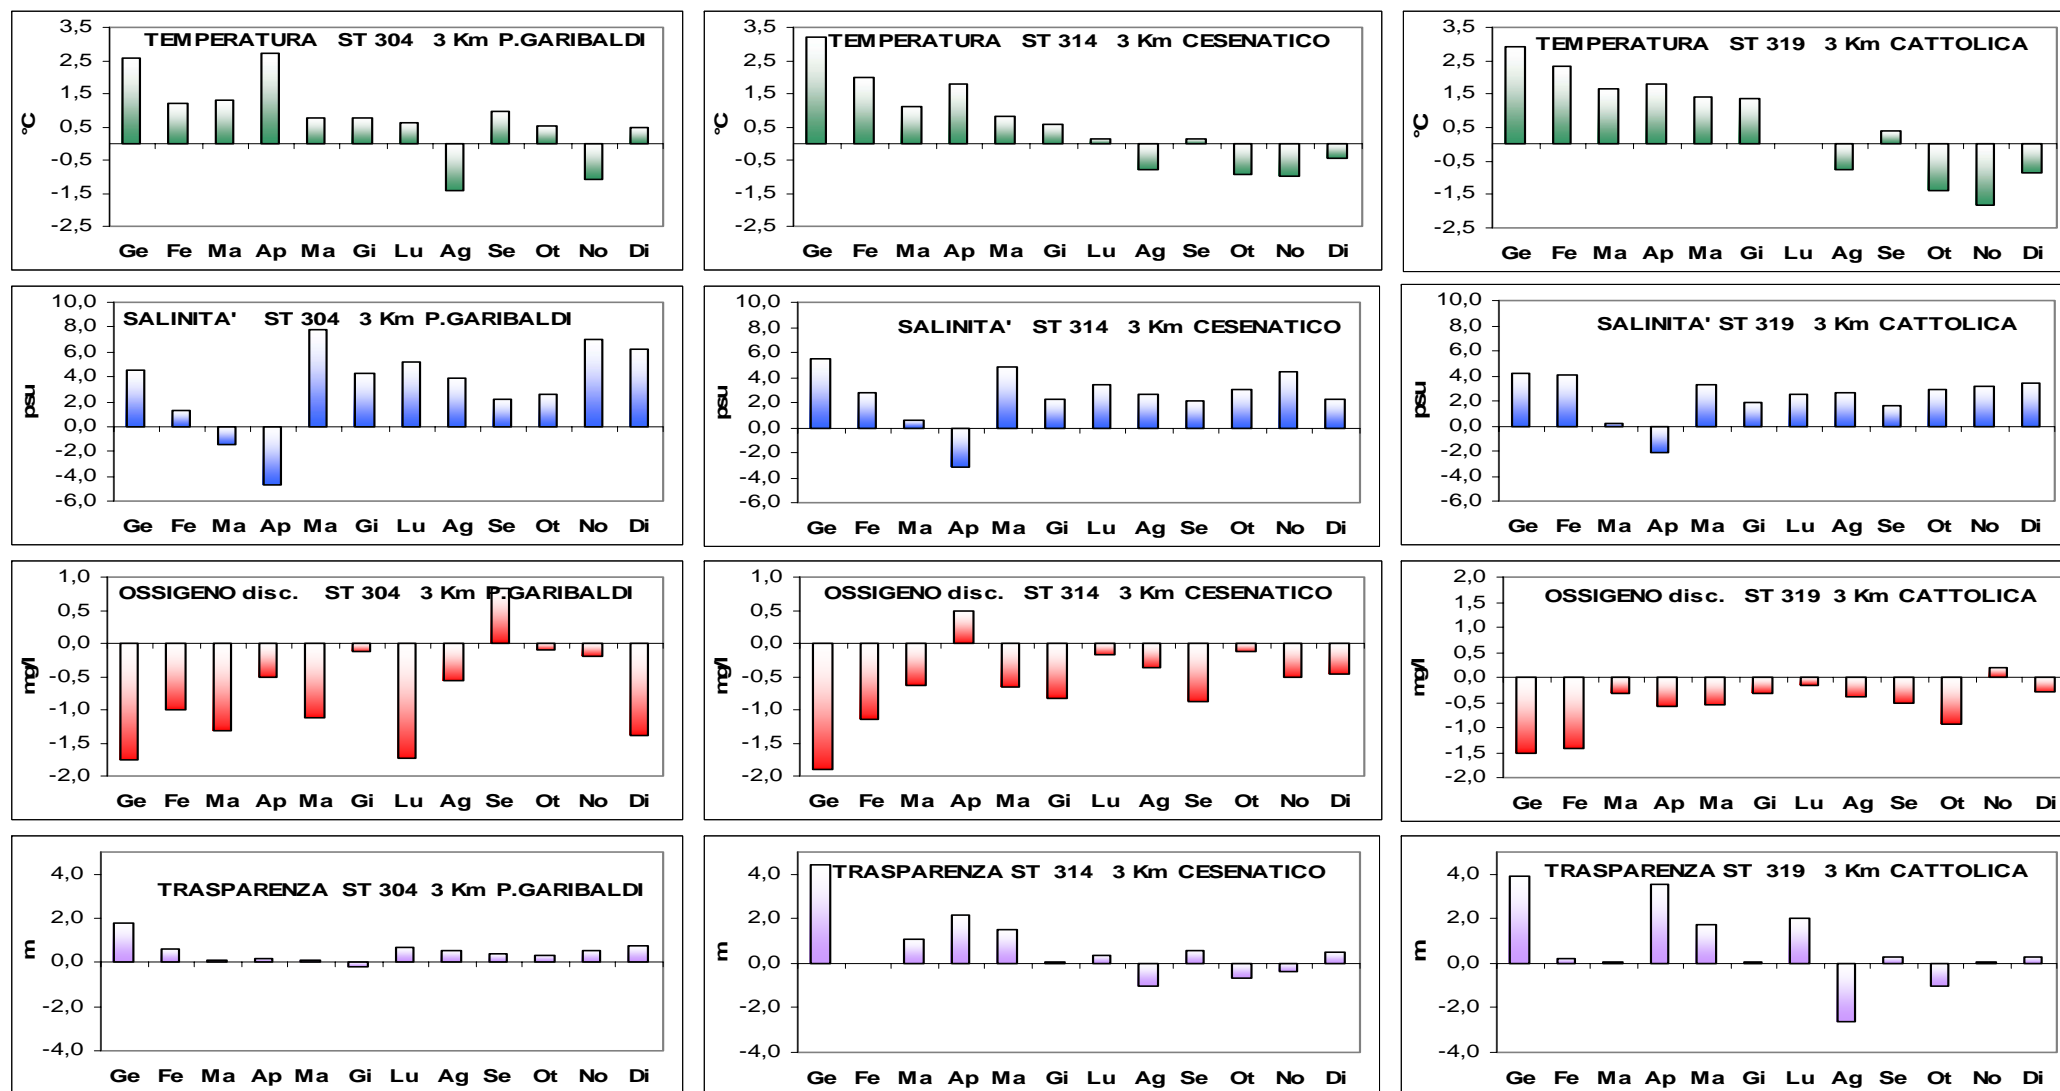 TEMPERATURA ST 304 3 Km P.GARIBALDI
3,5
2,5
1,5
0,5
-0,5
-1,5
-2,5
°C
Ge Fe Ma Ap Ma Gi Lu Ag Se Ot No Di
TEMPERATURA ST 314 3 Km CESENATICO
3,5
2,5
1,5
0,5
-0,5
-1,5
-2,5
°C
Ge Fe Ma Ap Ma Gi Lu Ag Se Ot No Di
TEMPERATURA ST 319 3 Km CATTOLICA
3,5
2,5
1,5
0,5
-0,5
-1,5
-2,5
°C
Ge Fe Ma Ap Ma Gi Lu Ag Se Ot No Di
SALINITA' ST 304 3 Km P.GARIBALDI
10,0
8,0
6,0
4,0
2,0
0,0
-2,0
-4,0
-6,0
psu
Ge Fe Ma Ap Ma Gi Lu Ag Se Ot No Di
SALINITA' ST 314 3 Km CESENATICO
10,0
8,0
6,0
4,0
2,0
0,0
-2,0
-4,0
-6,0
psu
Ge Fe Ma Ap Ma Gi Lu Ag Se Ot No Di
SALINITA' ST 319 3 Km CATTOLICA
10,0
8,0
6,0
4,0
2,0
0,0
-2,0
-4,0
-6,0
psu
Ge Fe Ma Ap Ma Gi Lu Ag Se Ot No Di
OSSIGENO disc. ST 304 3 Km P.GARIBALDI
1,0
0,5
0,0
-0,5
-1,0
-1,5
-2,0
mg/l
Ge Fe Ma Ap Ma Gi Lu Ag Se Ot No Di
OSSIGENO disc. ST 314 3 Km CESENATICO
1,0
0,5
0,0
-0,5
-1,0
-1,5
-2,0
mg/l
Ge Fe Ma Ap Ma Gi Lu Ag Se Ot No Di
OSSIGENO disc. ST 319 3 Km CATTOLICA
2,0
1,5
1,0
0,5
0,0
-0,5
-1,0
-1,5
-2,0
mg/l
Ge Fe Ma Ap Ma Gi Lu Ag Se Ot No Di
TRASPARENZA ST 304 3 Km P.GARIBALDI
4,0
2,0
0,0
-2,0
-4,0
m
Ge Fe Ma Ap Ma Gi Lu Ag Se Ot No Di
TRASPARENZA ST 314 3 Km CESENATICO
4,0
2,0
0,0
-2,0
-4,0
m
Ge Fe Ma Ap Ma Gi Lu Ag Se Ot No Di
TRASPARENZA ST 319 3 Km CATTOLICA
4,0
2,0
0,0
-2,0
-4,0
m
Ge Fe Ma Ap Ma Gi Lu Ag Se Ot No Di